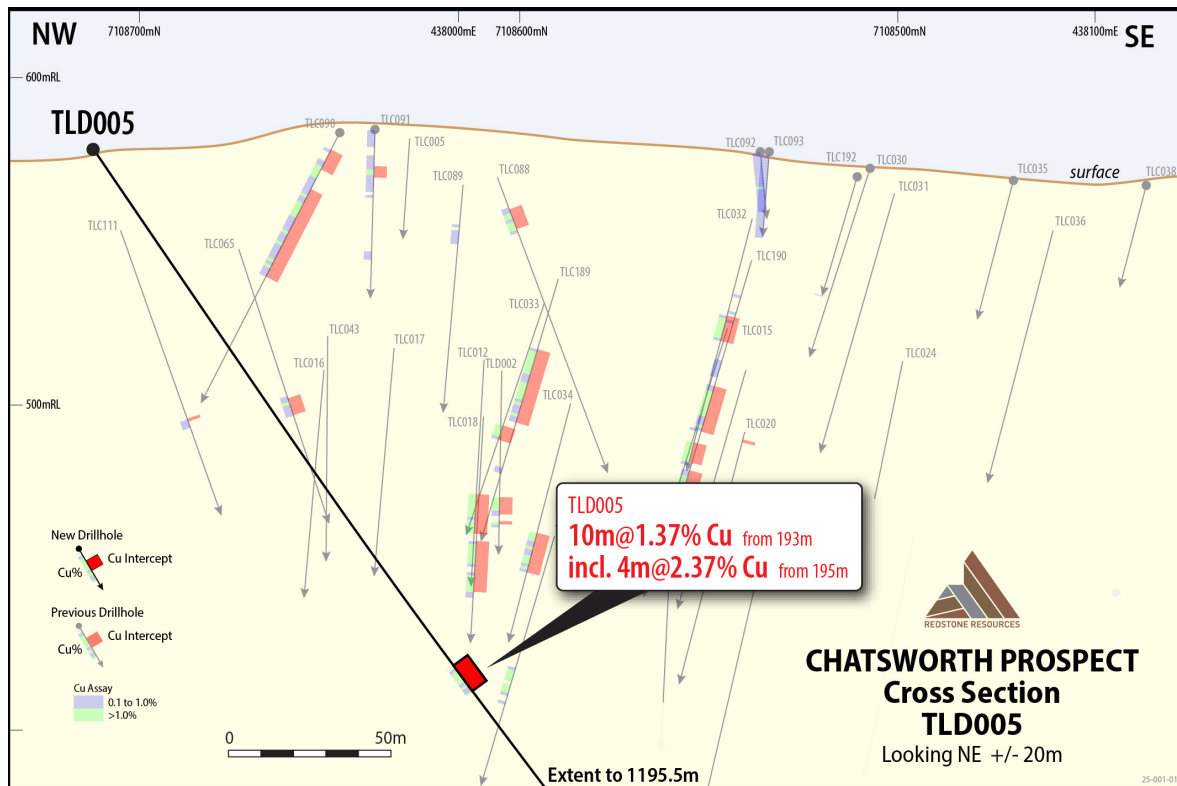 NW
7108700mN
438000mE
7108600mN
7108500mN
438100mE
SE
600mRL
TLD005
TLC090
TLC091
TLC005
TLC089
TLC088
TLC092
TLC093
TLC192
TLC030
TLC031
TLC035
surface
TLC038
TLC111
TLC065
TLC032
TLC036
TLC190
TLC189
TLC033
TLC043
TLC017
TLC015
TLC016
TLC012
TLD002
TLC024
TLC034
500mRL
TLC018
TLC020
TLD005
10m@1.37% Cu from 193m
incl. 4m@2.37% Cu from 195m
New Drillhole
Cu Intercept
Cu%
Previous Drillhole
Cu Intercept
Cu%
Cu Assay
0.1 to 1.0%
>1.0%
0
50m
Extent to 1195.5m
REDSTONE RESOURCES
CHATSWORTH PROSPECT
Cross Section
TLD005
Looking NE +/- 20m
25-001-01